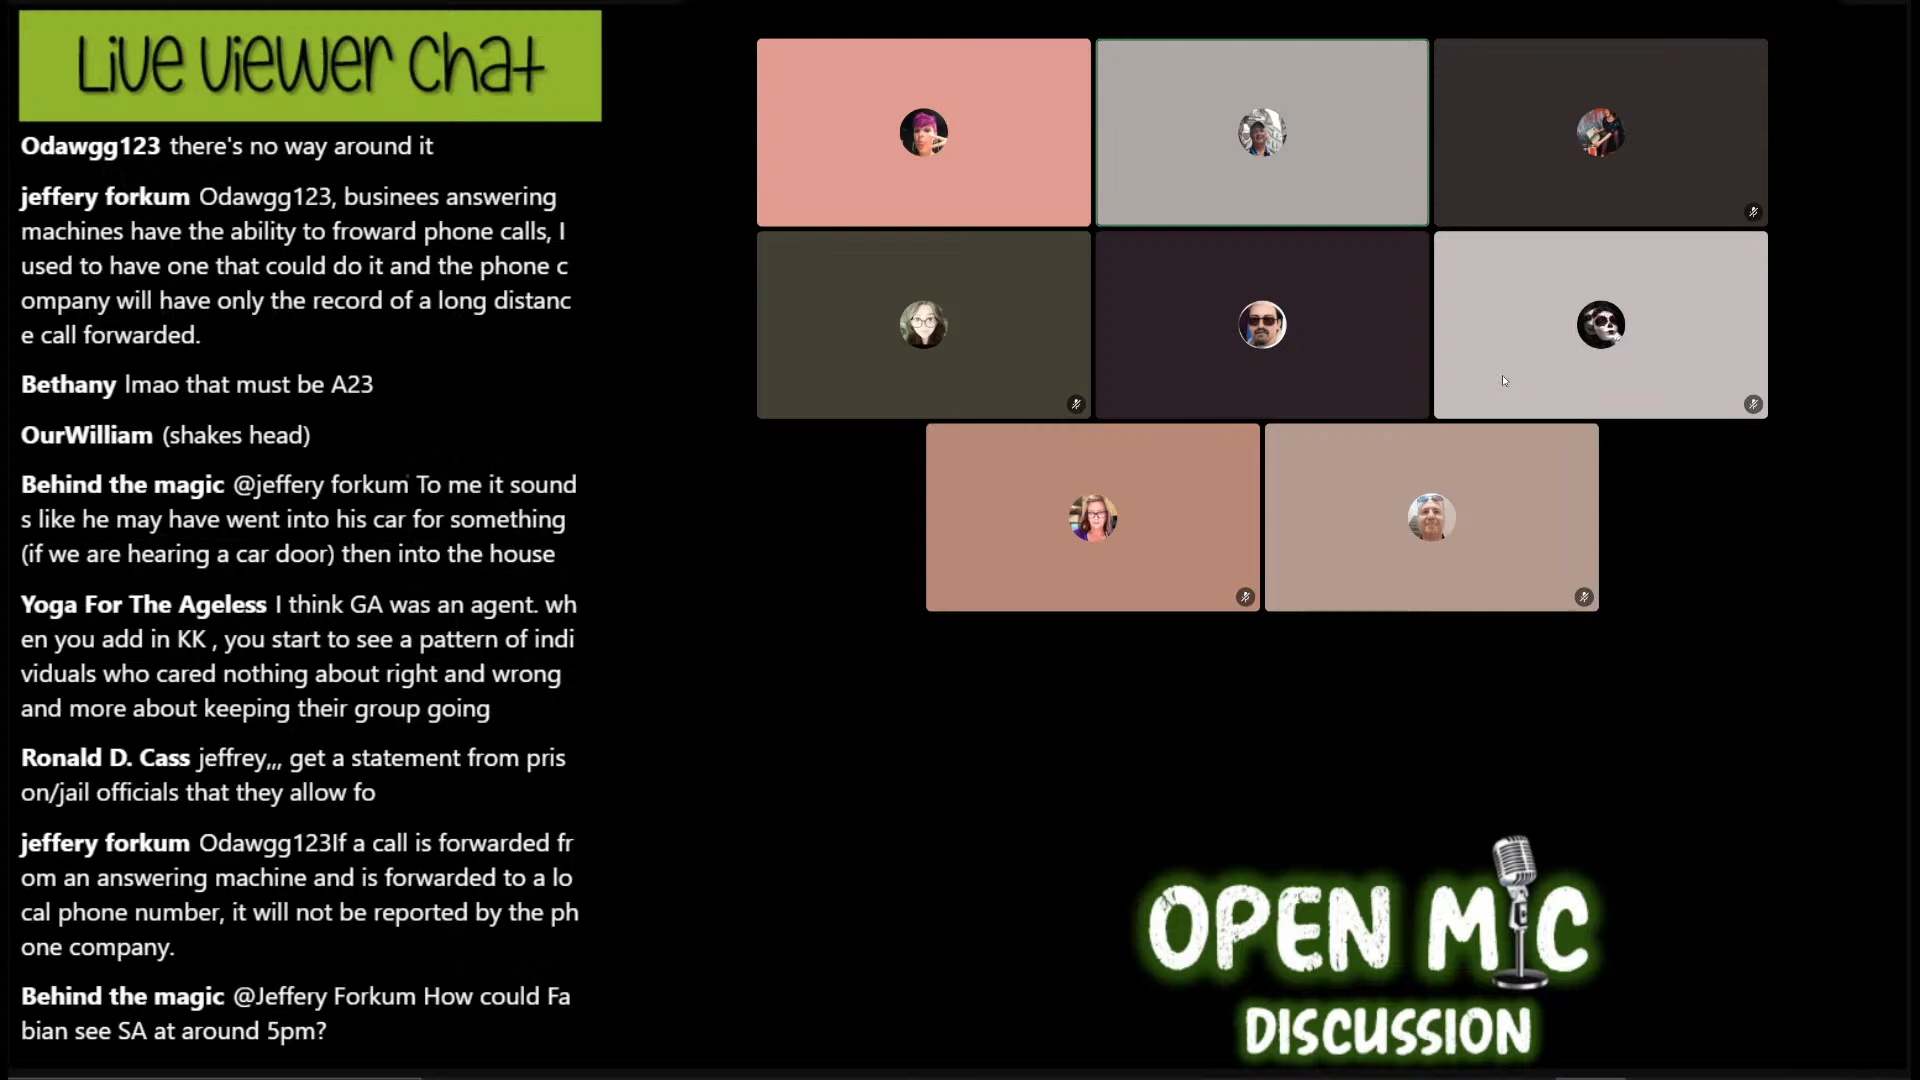 Live Viewer Chat
Odawgg123 there's no way around it
jeffery forkum Odawgg123, businees answering
machines have the ability to froward phone calls, I
used to have one that could do it and the phone c
ompany will have only the record of a long distanc
e call forwarded.
Bethany lmao that must be A23
OurWilliam (shakes head)
Behind the magic @jeffery forkum To me it sound
s like he may have went into his car for something
(if we are hearing a car door) then into the house
Yoga For The Ageless I think GA was an agent. wh
en you add in KK , you start to see a pattern of indi
viduals who cared nothing about right and wrong
and more about keeping their group going
Ronald D. Cass jeffrey,,, get a statement from pris
on/jail officials that they allow fo
jeffery forkum Odawgg123If a call is forwarded fr
om an answering machine and is forwarded to a lo
cal phone number, it will not be reported by the ph
one company.
Behind the magic @Jeffery Forkum How could Fa
bian see SA at around 5pm?
OPEN MIC
DISCUSSION